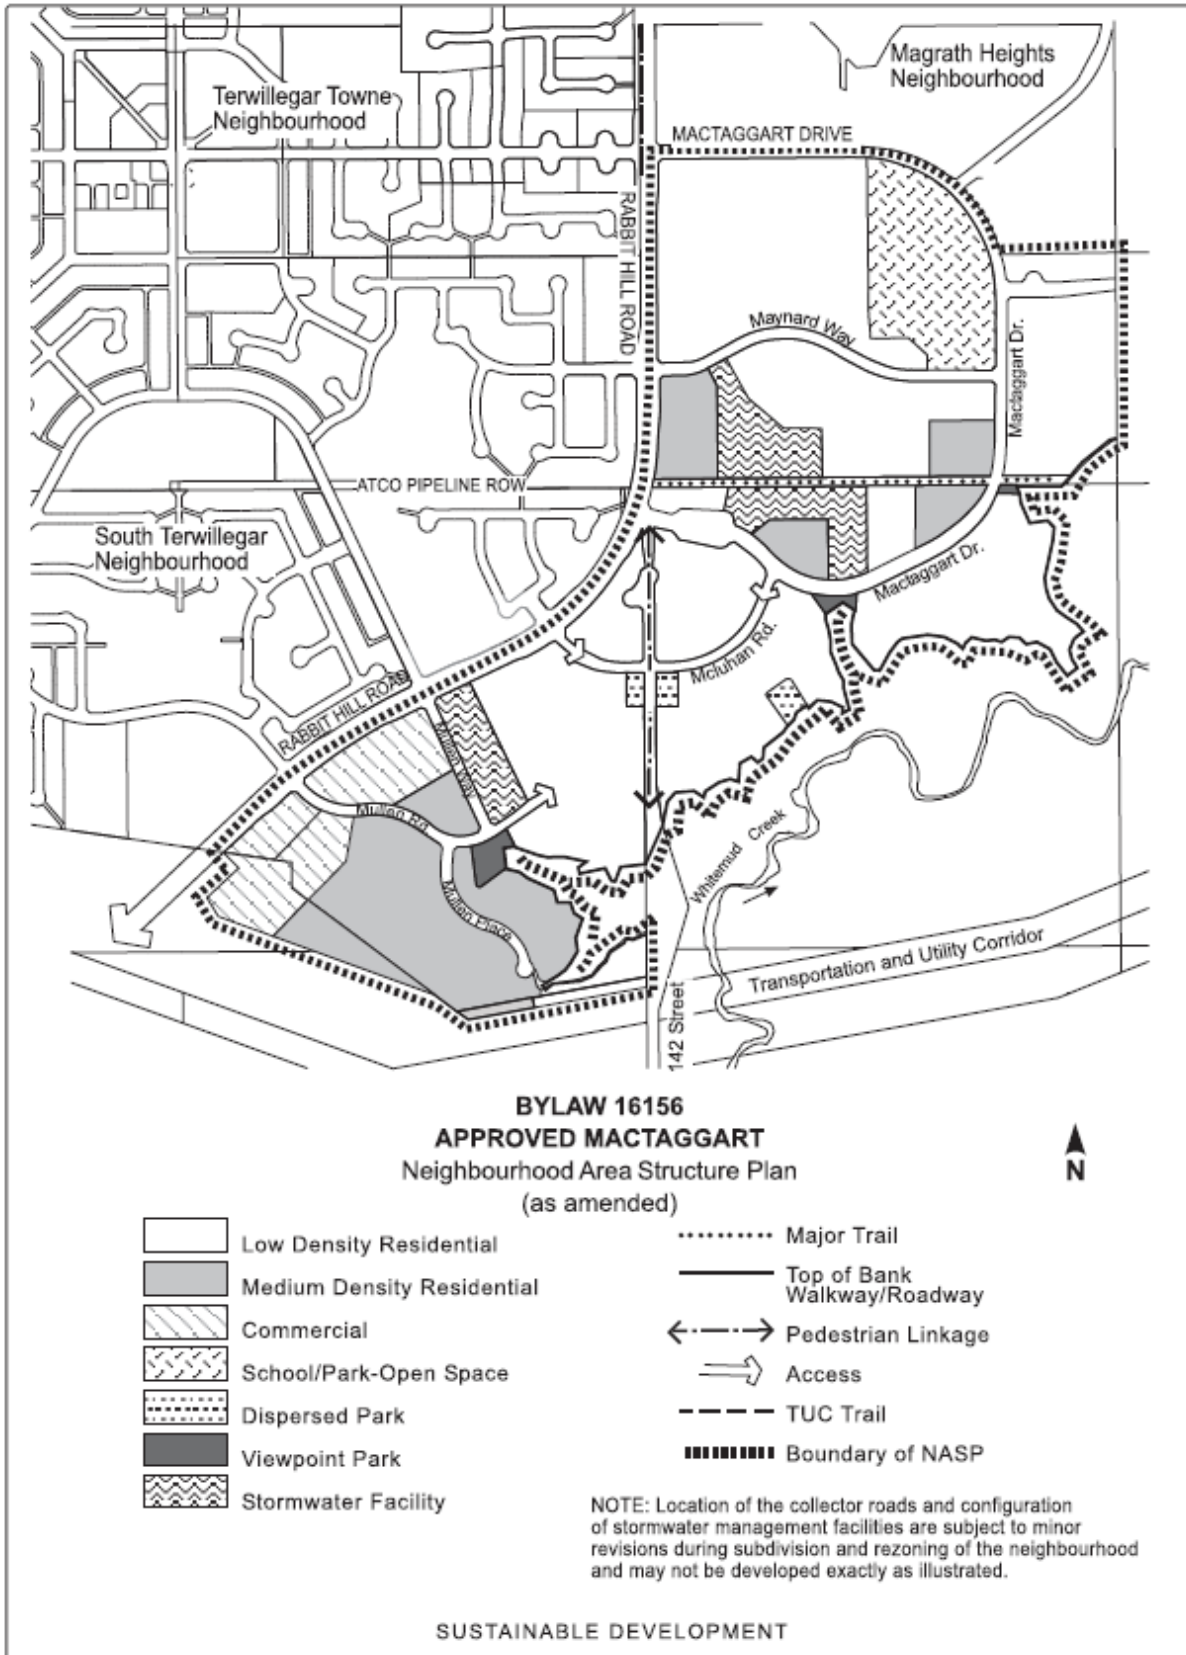 Magrath Heights
Neighbourhood
Terwillegar Towne
Neighbourhood
MACTAGGART DRIVE
RABBIT HILL ROAD
Maynard Way
Mactaggart Dr.
ATCO PIPELINE ROW
South Terwillegar
Neighbourhood
Mactaggart Dr.
Mcluhan Rd.
RABBIT HILL ROAD
Mullen Way
Mullen Rd.
Whitemud Creek
Mullen Place
Transportation and Utility Corridor
142 Street
BYLAW 16156
APPROVED MACTAGGART
Neighbourhood Area Structure Plan
(as amended)
N
Low Density Residential
Medium Density Residential
Commercial
School/Park-Open Space
Dispersed Park
Viewpoint Park
Stormwater Facility
Major Trail
Top of Bank
Walkway/Roadway
Pedestrian Linkage
Access
TUC Trail
Boundary of NASP
NOTE: Location of the collector roads and configuration
of stormwater management facilities are subject to minor
revisions during subdivision and rezoning of the neighbourhood
and may not be developed exactly as illustrated.
SUSTAINABLE DEVELOPMENT